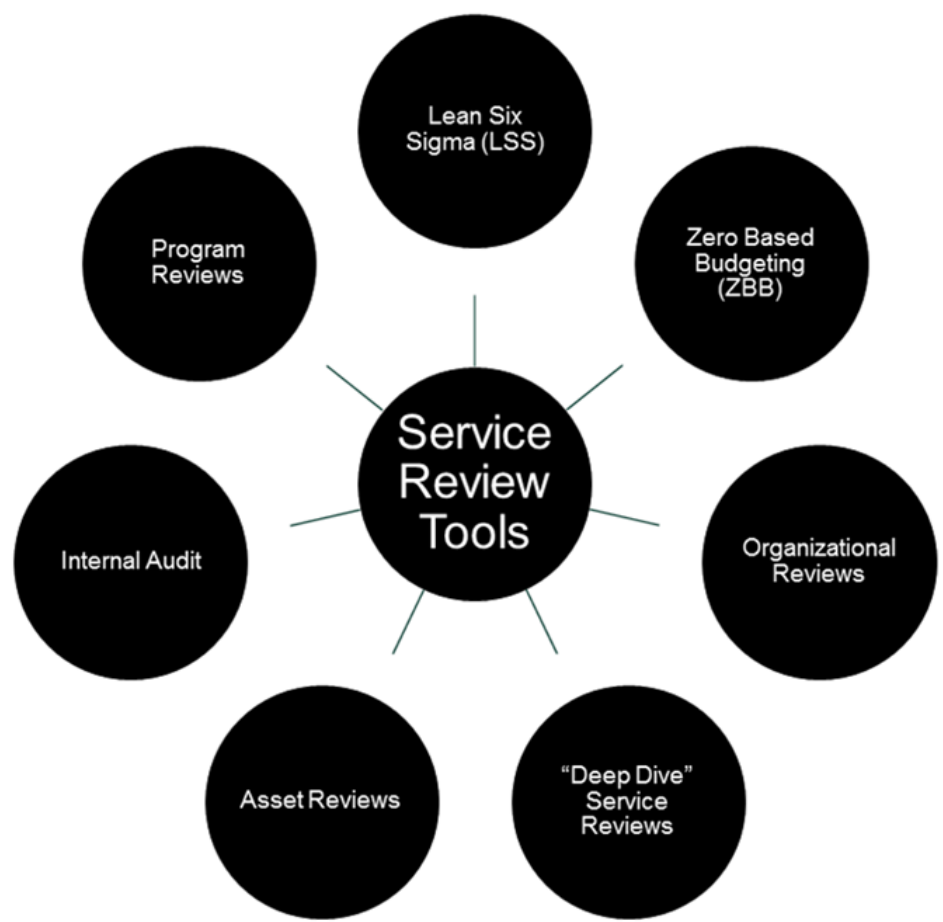 Lean Six
Sigma (LSS)
Program
Reviews
Zero Based
Budgeting
(ZBB)
Service
Review
Tools
Internal Audit
Organizational
Reviews
Asset Reviews
“Deep Dive”
Service
Reviews